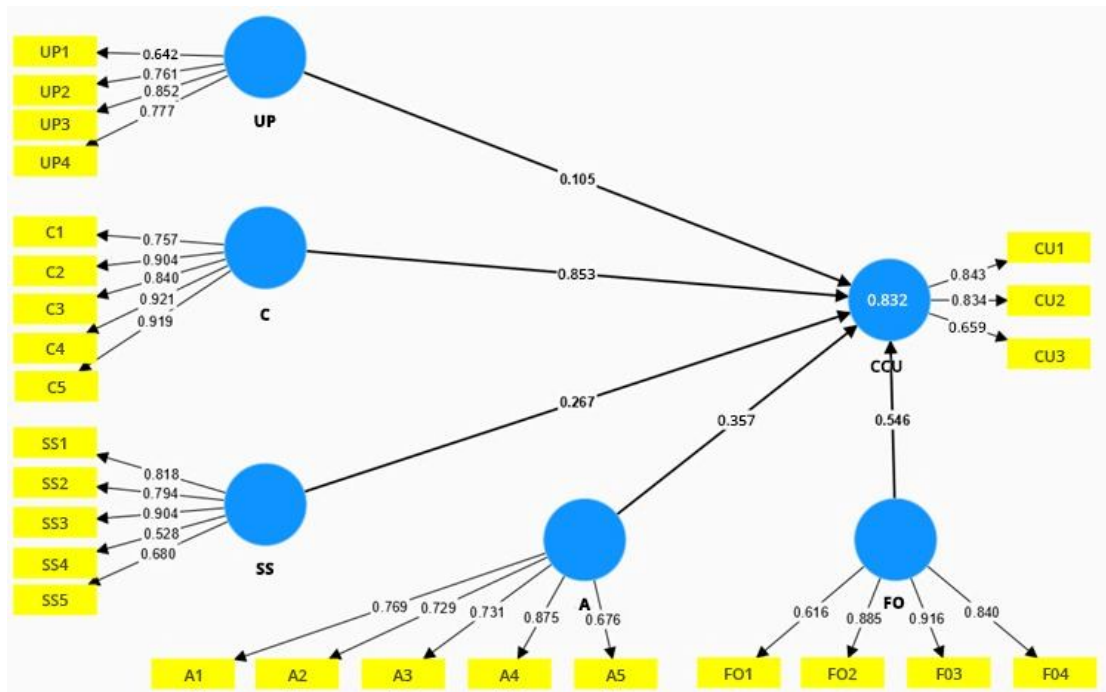 UP1
UP2
UP3
UP4
0.642
0.761
0.852
0.777
UP
0.105
C1
C2
C3
C4
C5
0.757
0.904
0.840
0.921
0.919
C
0.853
SS1
SS2
SS3
SS4
SS5
0.818
0.794
0.904
0.528
0.680
SS
0.267
0.832
CCU
0.843
0.834
0.659
CU1
CU2
CU3
0.357
0.546
A
0.769
0.729
0.731
0.875
0.676
A1
A2
A3
A4
A5
FO
0.616
0.885
0.916
0.840
FO1
FO2
F03
F04